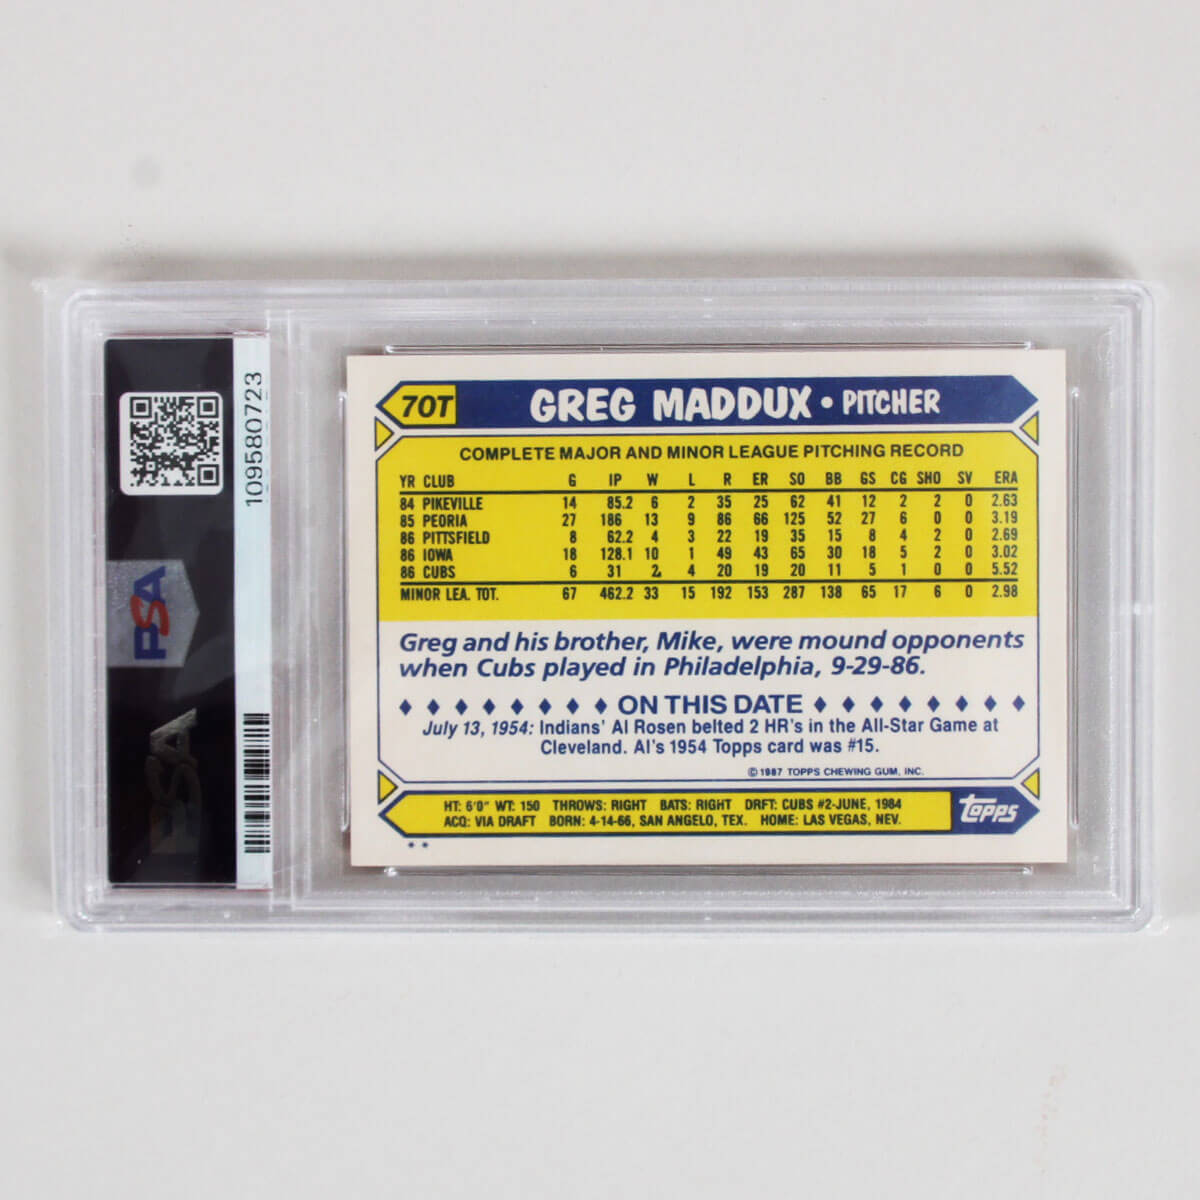 109580723
PSA
PSA
70T GREG MADDUX • PITCHER
COMPLETE MAJOR AND MINOR LEAGUE PITCHING RECORD
YR CLUB G IP W L R ER SO BB GS CG SHO SV ERA
84 PIKEVILLE 14 85.2 6 2 35 25 62 41 12 2 2 0 2.63
85 PEORIA 27 186 13 9 86 66 125 52 27 6 0 0 3.19
86 PITTSFIELD 8 62.2 4 3 22 19 35 15 8 4 2 0 2.69
86 IOWA 18 128.1 10 1 49 43 65 30 18 5 2 0 3.02
86 CUBS 6 31 2 4 20 19 20 11 5 1 0 0 5.52
MINOR LEA. TOT. 67 462.2 33 15 192 153 287 138 65 17 6 0 2.98
Greg and his brother, Mike, were mound opponents
when Cubs played in Philadelphia, 9-29-86.
ON THIS DATE
July 13, 1954: Indians' Al Rosen belted 2 HR's in the All-Star Game at
Cleveland. Al's 1954 Topps card was #15.
©1987 TOPPS CHEWING GUM, INC.
HT: 6'0" WT: 150 THROWS: RIGHT BATS: RIGHT DRFT: CUBS #2-JUNE, 1984
ACQ: VIA DRAFT BORN: 4-14-66, SAN ANGELO, TEX. HOME: LAS VEGAS, NEV.
topps
**